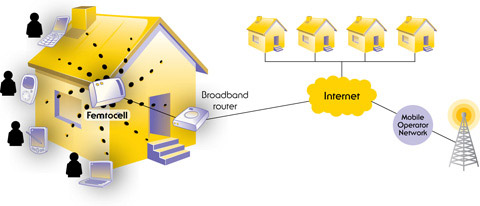 Femtocell
Broadband
router
Internet
Mobile
Operator
Network